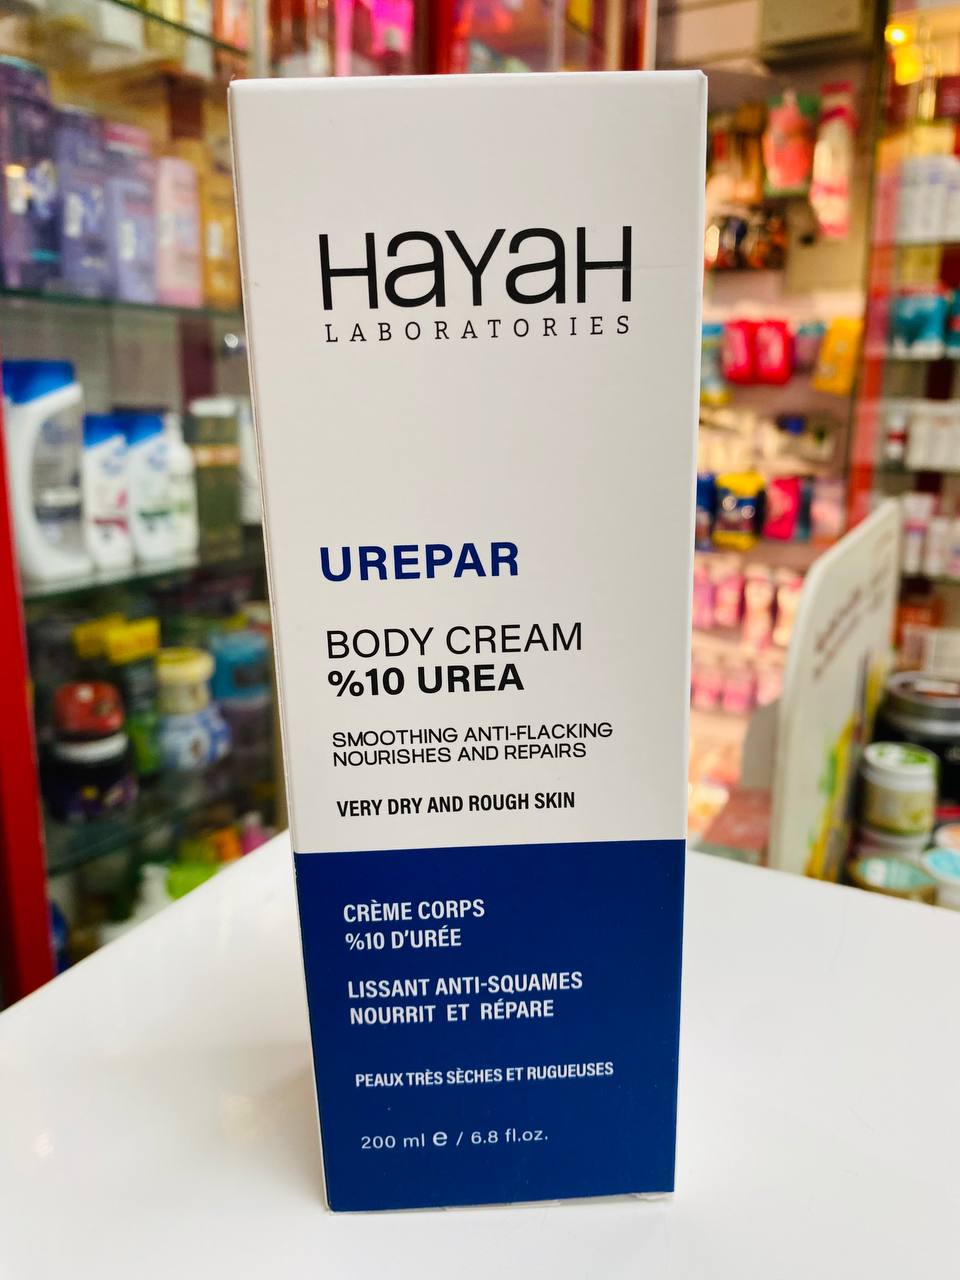 HAYAH
LABORATORIES
UREPAR
BODY CREAM
%10 UREA
SMOOTHING ANTI-FLACKING
NOURISHES AND REPAIRS
VERY DRY AND ROUGH SKIN
CRÈME CORPS
%10 D'URÉE
LISSANT ANTI-SQUAMES
NOURRIT ET RÉPARE
PEAUX TRÈS SÈCHES ET RUGUEUSES
200 ml e / 6.8 fl.oz.